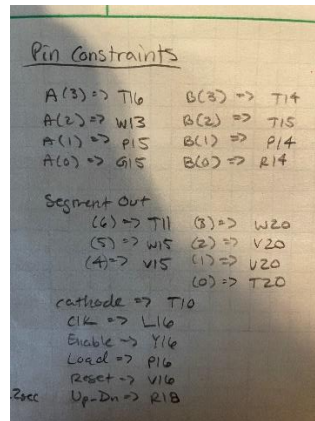 Pin Constraints
A(3) => T16 B(3) => T14
A(2) => W13 B(2) => T15
A(1) => P15 B(1) => P14
A(0) => G15 B(0) => R14
Segment Out
(6) => T11 (3) => W20
(5) => W15 (2) => V20
(4) => V15 (1) => V20
(0) => T20
cathode => T10
Clk => L16
Enable => Y16
Load => P16
Reset -> V16
2sec Up-Dn => R18